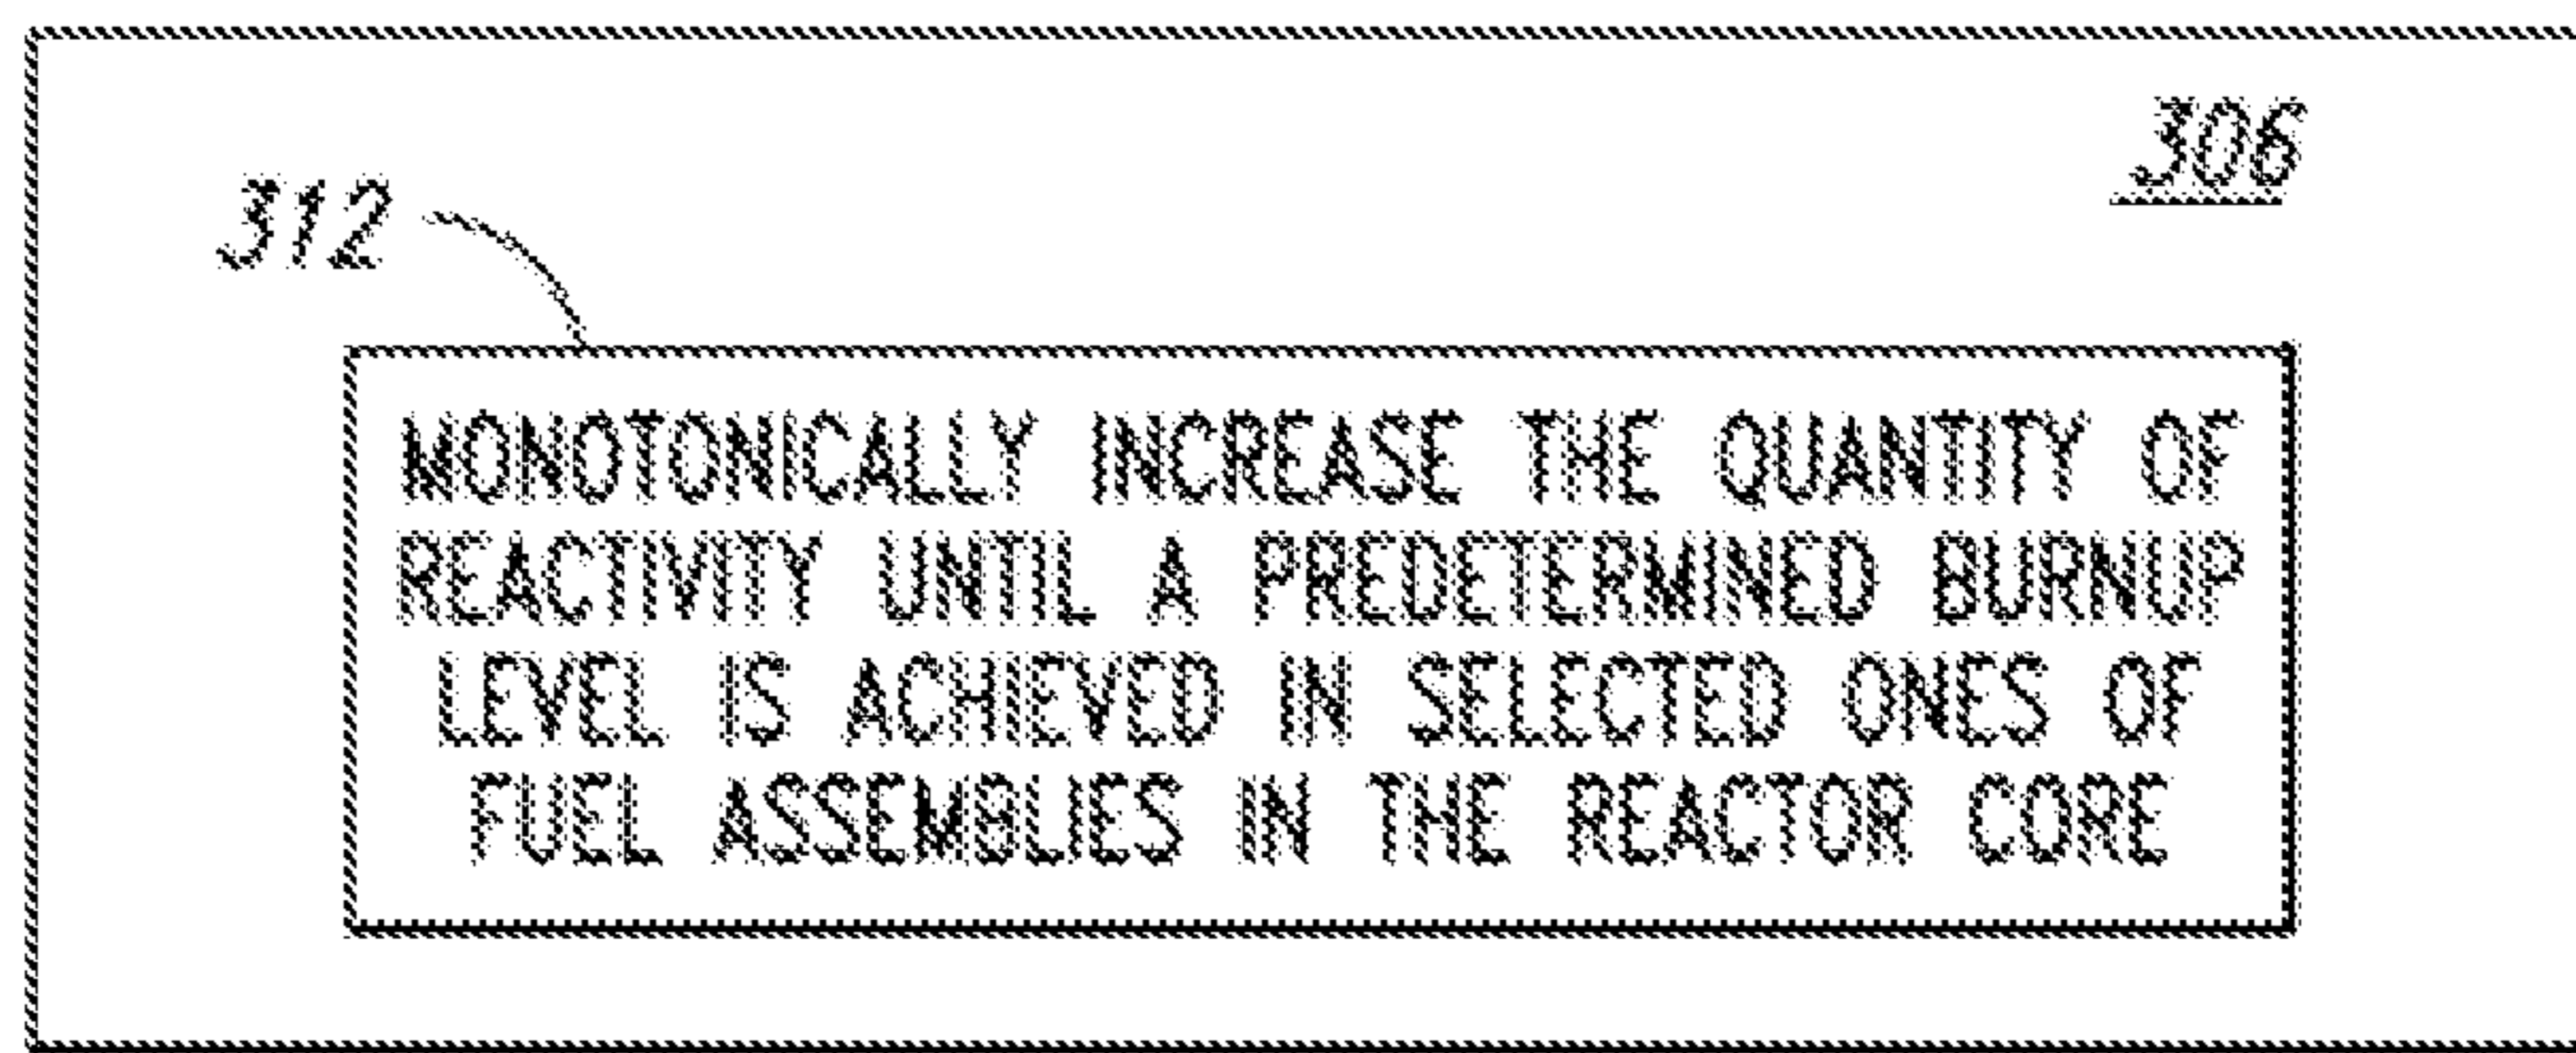 306
312
MONOTONICALLY INCREASE THE QUANTITY OF
REACTIVITY UNTIL A PREDETERMINED BURNUP
LEVEL IS ACHIEVED IN SELECTED ONES OF
FUEL ASSEMBLIES IN THE REACTOR CORE